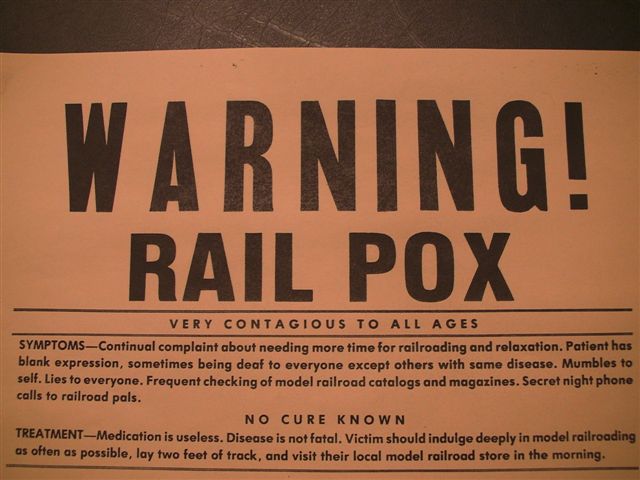 WARNING!
RAIL POX
VERY CONTAGIOUS TO ALL AGES
SYMPTOMS—Continual complaint about needing more time for railroading and relaxation. Patient has
blank expression, sometimes being deaf to everyone except others with same disease. Mumbles to
self. Lies to everyone. Frequent checking of model railroad catalogs and magazines. Secret night phone
calls to railroad pals.
NO CURE KNOWN
TREATMENT—Medication is useless. Disease is not fatal. Victim should indulge deeply in model railroading
as often as possible, lay two feet of track, and visit their local model railroad store in the morning.